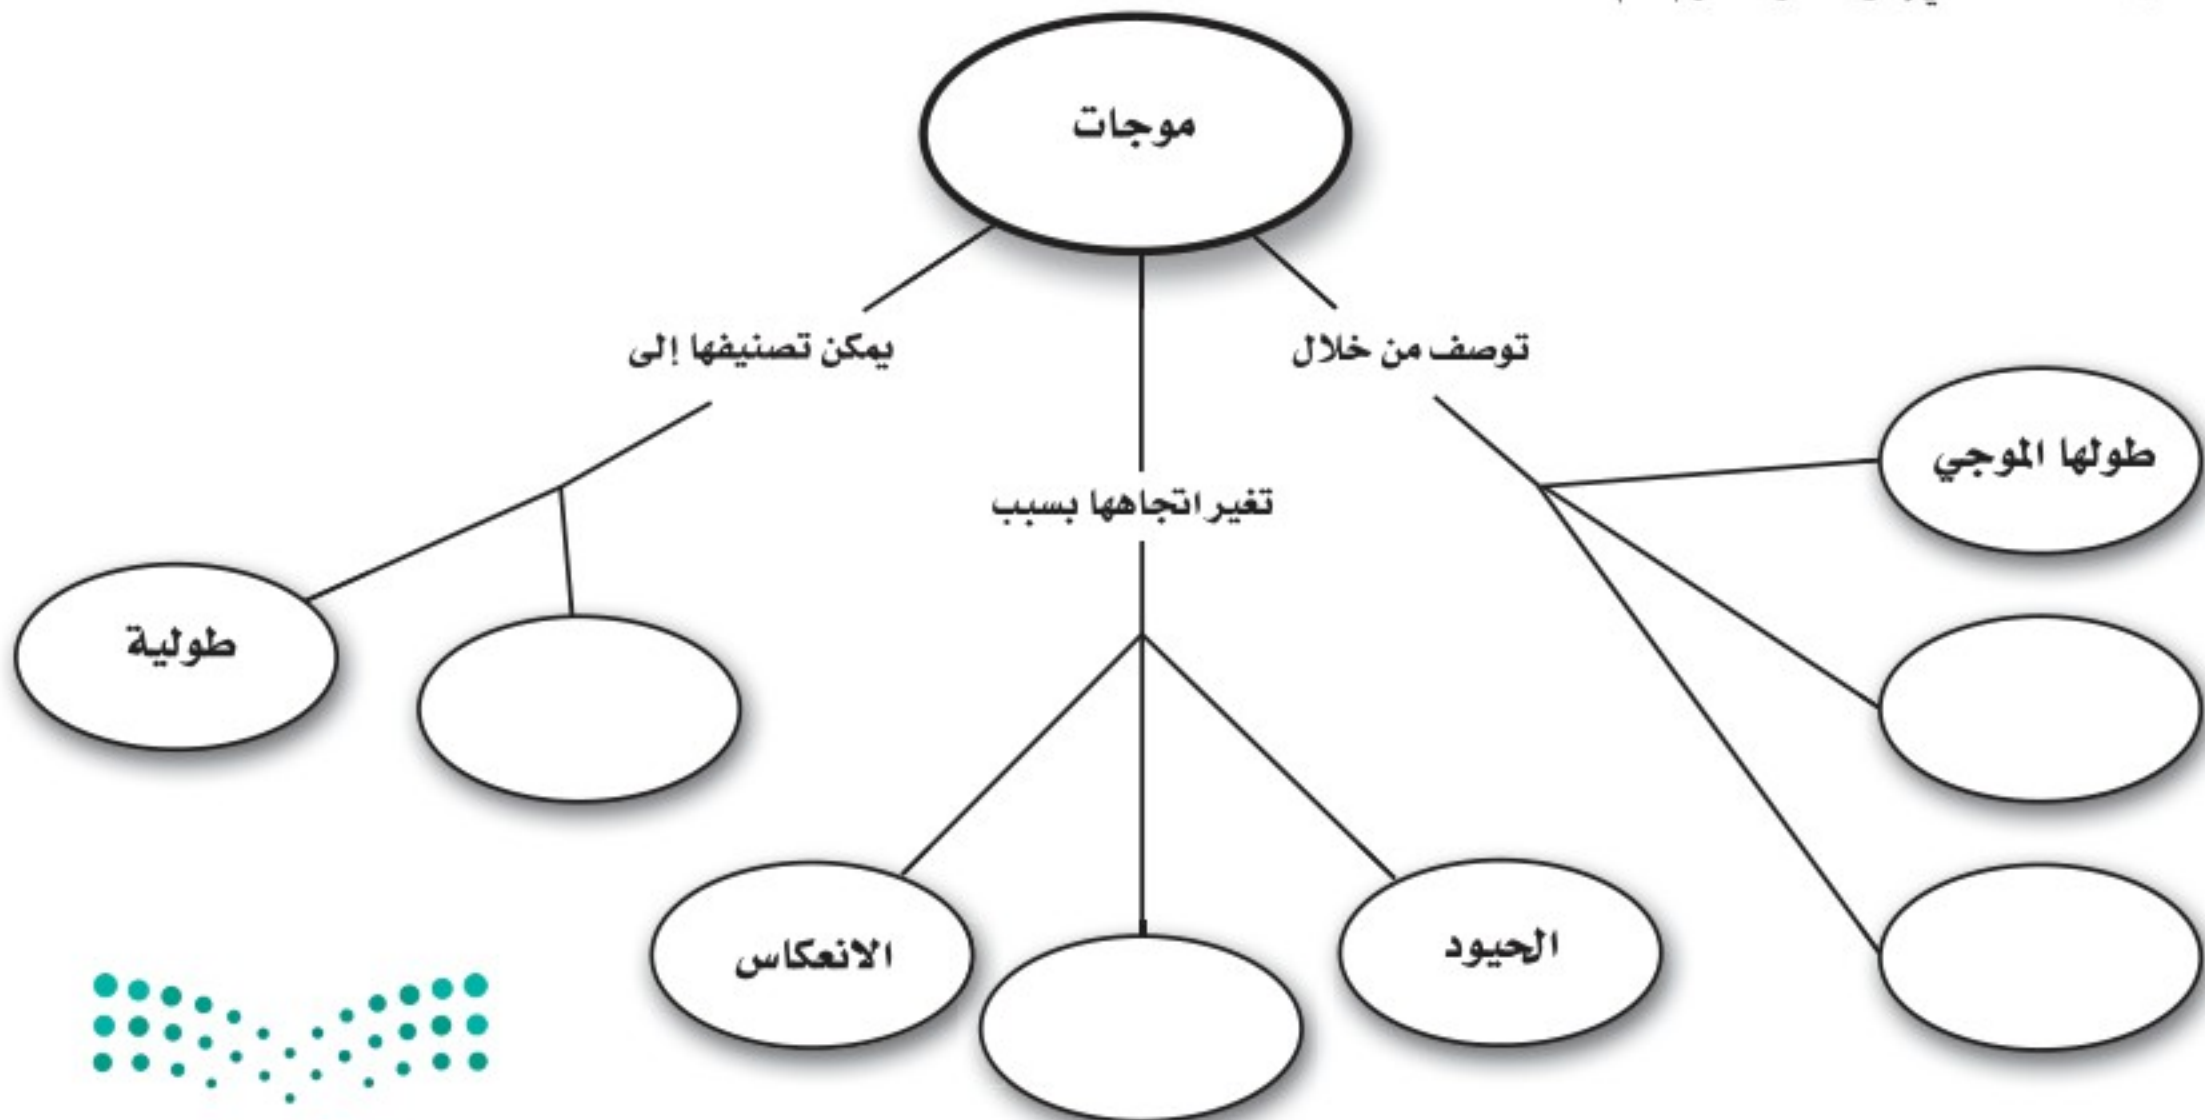 موجات
توصف من خلال
يمكن تصنيفها إلى
تغير اتجاهها بسبب
طولها الموجي
طولية
الحيود
الانعكاس